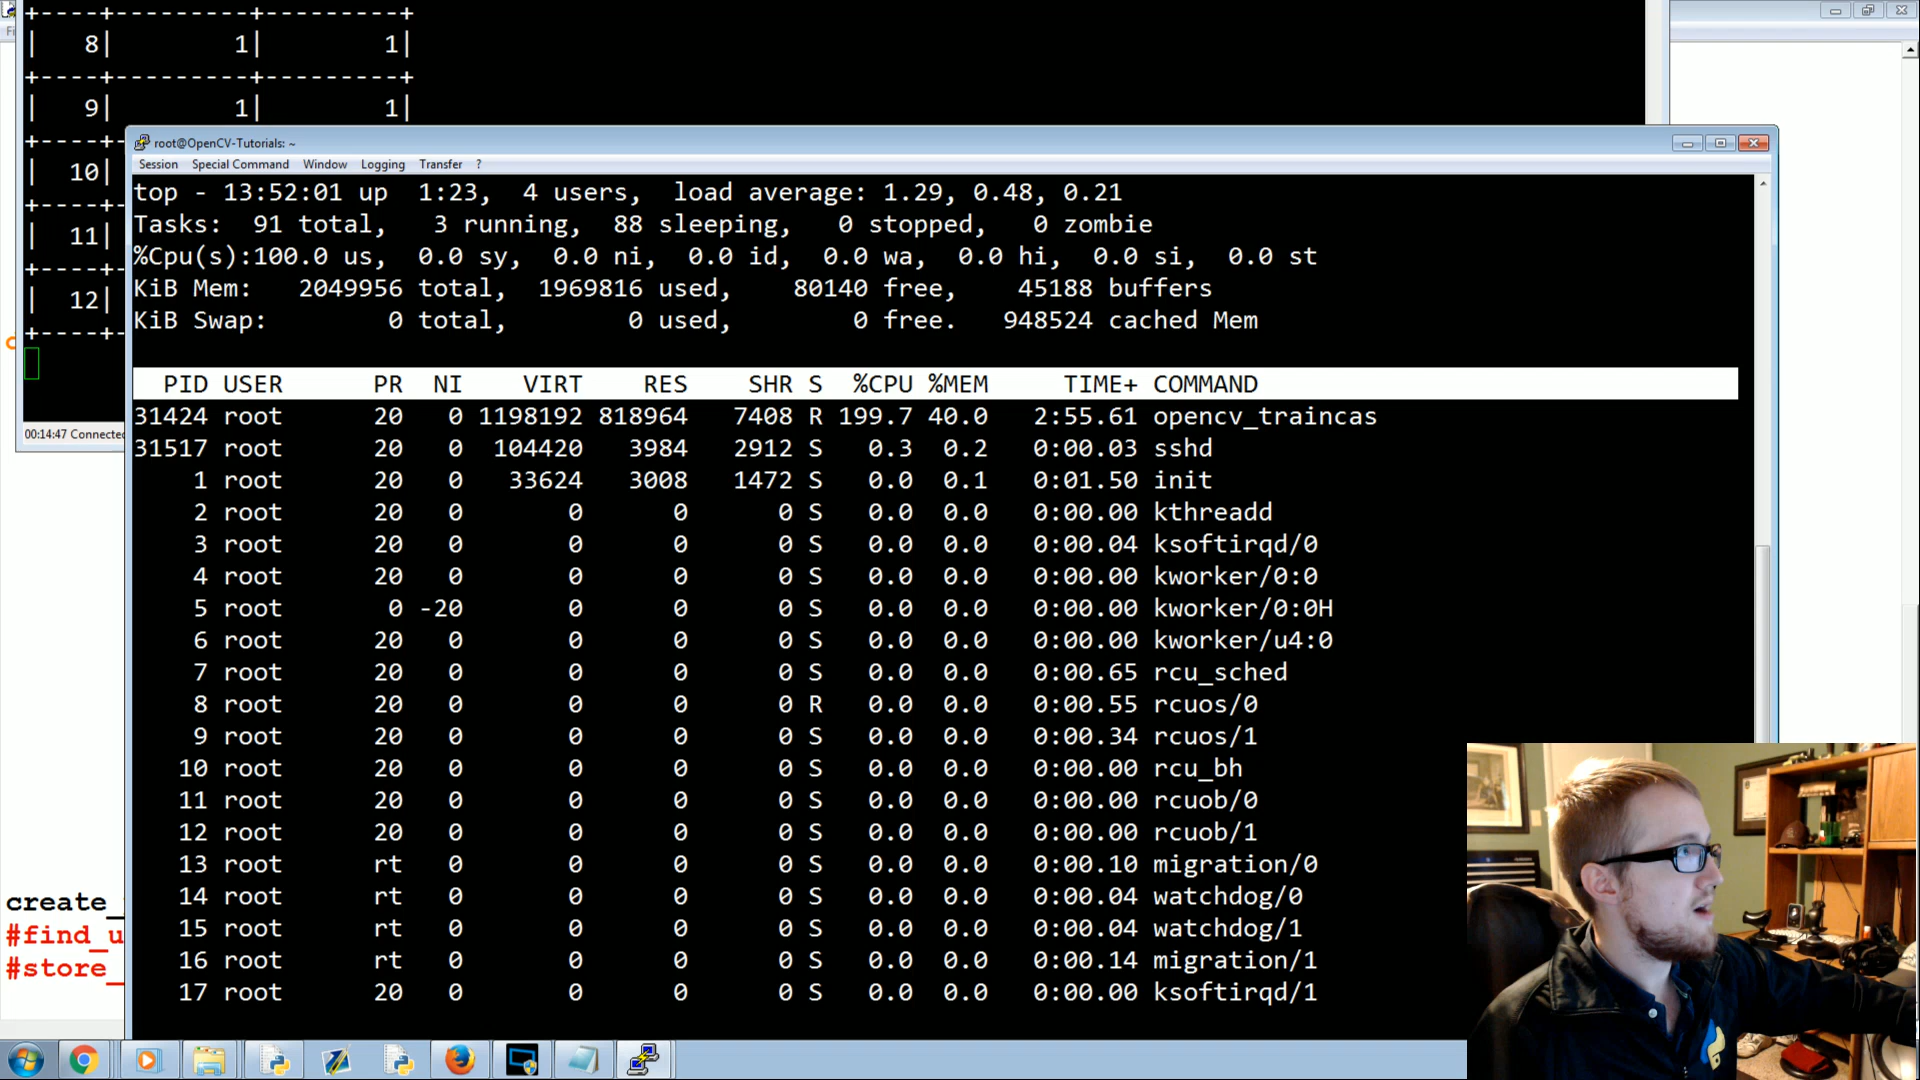 +----+---------+---------+
|   8|        1|        1|
+----+---------+---------+
|   9|        1|        1|
+----+-
|  10|
+----+-
|  11|
+----+-
|  12|
+----+-
00:14:47 Connected
create_
#find_u
#store_
root@OpenCV-Tutorials: ~
Session Special Command Window Logging Transfer ?
top - 13:52:01 up  1:23,  4 users,  load average: 1.29, 0.48, 0.21
Tasks:  91 total,   3 running,  88 sleeping,   0 stopped,   0 zombie
%Cpu(s):100.0 us,  0.0 sy,  0.0 ni,  0.0 id,  0.0 wa,  0.0 hi,  0.0 si,  0.0 st
KiB Mem:   2049956 total,  1969816 used,    80140 free,    45188 buffers
KiB Swap:        0 total,        0 used,        0 free.   948524 cached Mem
PID USER      PR  NI    VIRT    RES    SHR S  %CPU %MEM     TIME+ COMMAND
31424 root      20   0 1198192 818964   7408 R 199.7 40.0   2:55.61 opencv_traincas
31517 root      20   0  104420   3984   2912 S   0.3  0.2   0:00.03 sshd
1 root      20   0   33624   3008   1472 S   0.0  0.1   0:01.50 init
2 root      20   0       0      0      0 S   0.0  0.0   0:00.00 kthreadd
3 root      20   0       0      0      0 S   0.0  0.0   0:00.04 ksoftirqd/0
4 root      20   0       0      0      0 S   0.0  0.0   0:00.00 kworker/0:0
5 root       0 -20       0      0      0 S   0.0  0.0   0:00.00 kworker/0:0H
6 root      20   0       0      0      0 S   0.0  0.0   0:00.00 kworker/u4:0
7 root      20   0       0      0      0 S   0.0  0.0   0:00.65 rcu_sched
8 root      20   0       0      0      0 R   0.0  0.0   0:00.55 rcuos/0
9 root      20   0       0      0      0 S   0.0  0.0   0:00.34 rcuos/1
10 root      20   0       0      0      0 S   0.0  0.0   0:00.00 rcu_bh
11 root      20   0       0      0      0 S   0.0  0.0   0:00.00 rcuob/0
12 root      20   0       0      0      0 S   0.0  0.0   0:00.00 rcuob/1
13 root      rt   0       0      0      0 S   0.0  0.0   0:00.10 migration/0
14 root      rt   0       0      0      0 S   0.0  0.0   0:00.04 watchdog/0
15 root      rt   0       0      0      0 S   0.0  0.0   0:00.04 watchdog/1
16 root      rt   0       0      0      0 S   0.0  0.0   0:00.14 migration/1
17 root      20   0       0      0      0 S   0.0  0.0   0:00.00 ksoftirqd/1